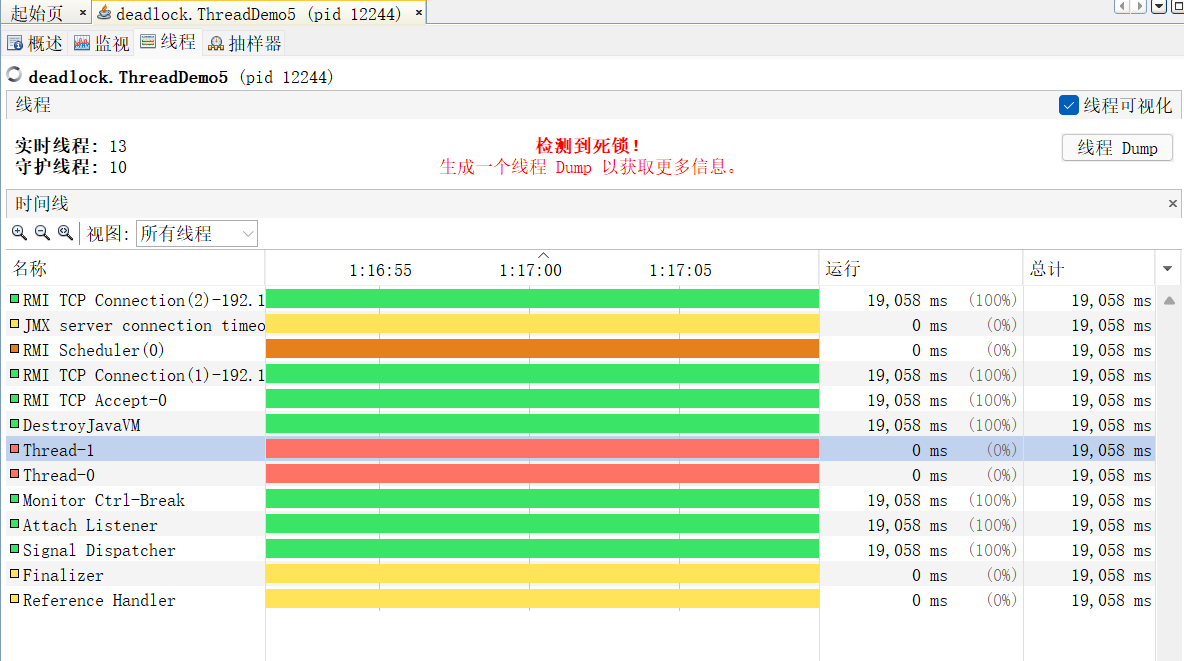 起始页 × deadlock.ThreadDemo5 (pid 12244) ×
概述 监视 线程 抽样器
deadlock.ThreadDemo5 (pid 12244)
线程 线程可视化
实时线程: 13
守护线程: 10
检测到死锁!
生成一个线程 Dump 以获取更多信息。
线程 Dump
时间线 ×
视图: 所有线程
名称 1:16:55 1:17:00 1:17:05 运行 总计
RMI TCP Connection(2)-192.1 19,058 ms (100%) 19,058 ms
JMX server connection timeo 0 ms (0%) 19,058 ms
RMI Scheduler(0) 0 ms (0%) 19,058 ms
RMI TCP Connection(1)-192.1 19,058 ms (100%) 19,058 ms
RMI TCP Accept-0 19,058 ms (100%) 19,058 ms
DestroyJavaVM 19,058 ms (100%) 19,058 ms
Thread-1 0 ms (0%) 19,058 ms
Thread-0 0 ms (0%) 19,058 ms
Monitor Ctrl-Break 19,058 ms (100%) 19,058 ms
Attach Listener 19,058 ms (100%) 19,058 ms
Signal Dispatcher 19,058 ms (100%) 19,058 ms
Finalizer 0 ms (0%) 19,058 ms
Reference Handler 0 ms (0%) 19,058 ms